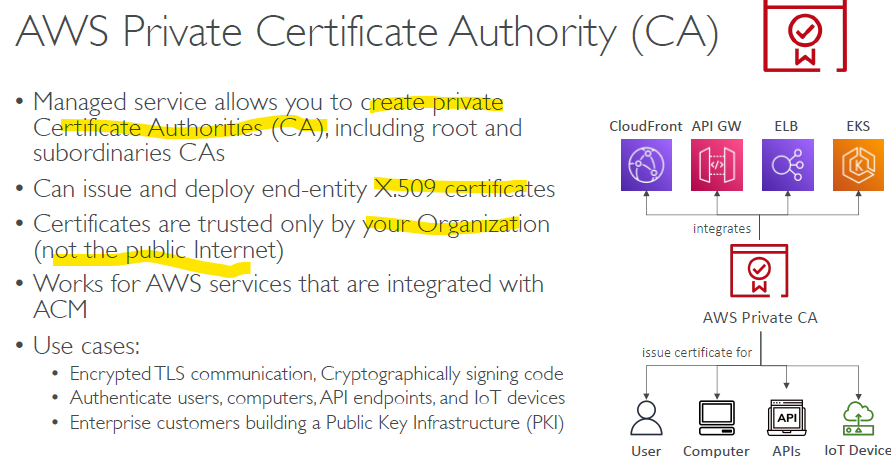 AWS Private Certificate Authority (CA)
• Managed service allows you to create private
Certificate Authorities (CA), including root and
subordinaries CAs
• Can issue and deploy end-entity X.509 certificates
• Certificates are trusted only by your Organization
(not the public Internet)
• Works for AWS services that are integrated with
ACM
• Use cases:
• Encrypted TLS communication, Cryptographically signing code
• Authenticate users, computers, API endpoints, and IoT devices
• Enterprise customers building a Public Key Infrastructure (PKI)
CloudFront API GW ELB EKS
integrates
AWS Private CA
issue certificate for
API
User Computer APIs IoT Device